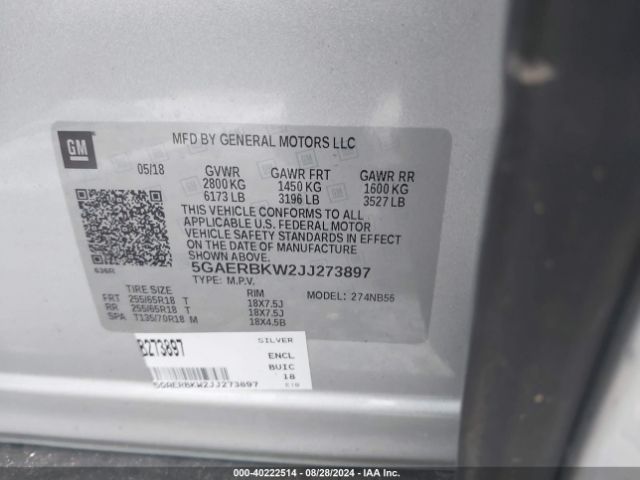 GM
MFD BY GENERAL MOTORS LLC
05/18 GVWR GAWR FRT GAWR RR
2800 KG 1450 KG 1600 KG
6173 LB 3196 LB 3527 LB
THIS VEHICLE CONFORMS TO ALL
APPLICABLE U.S. FEDERAL MOTOR
VEHICLE SAFETY STANDARDS IN EFFECT
ON THE DATE OF MANUFACTURE
SHOWN ABOVE.
636R
5GAERBKW2JJ273897
TYPE: M.P.V.
TIRE SIZE RIM MODEL: 274NB56
FRT 255/65R18 T 18X7.5J
RR 255/65R18 T 18X7.5J
SPA T135/70R18 M 18X4.5B
B273897 SILVER
ENCL
BUIC
5GAERBKW2JJ273897 18
000-40222514 - 08/28/2024 - IAA Inc.